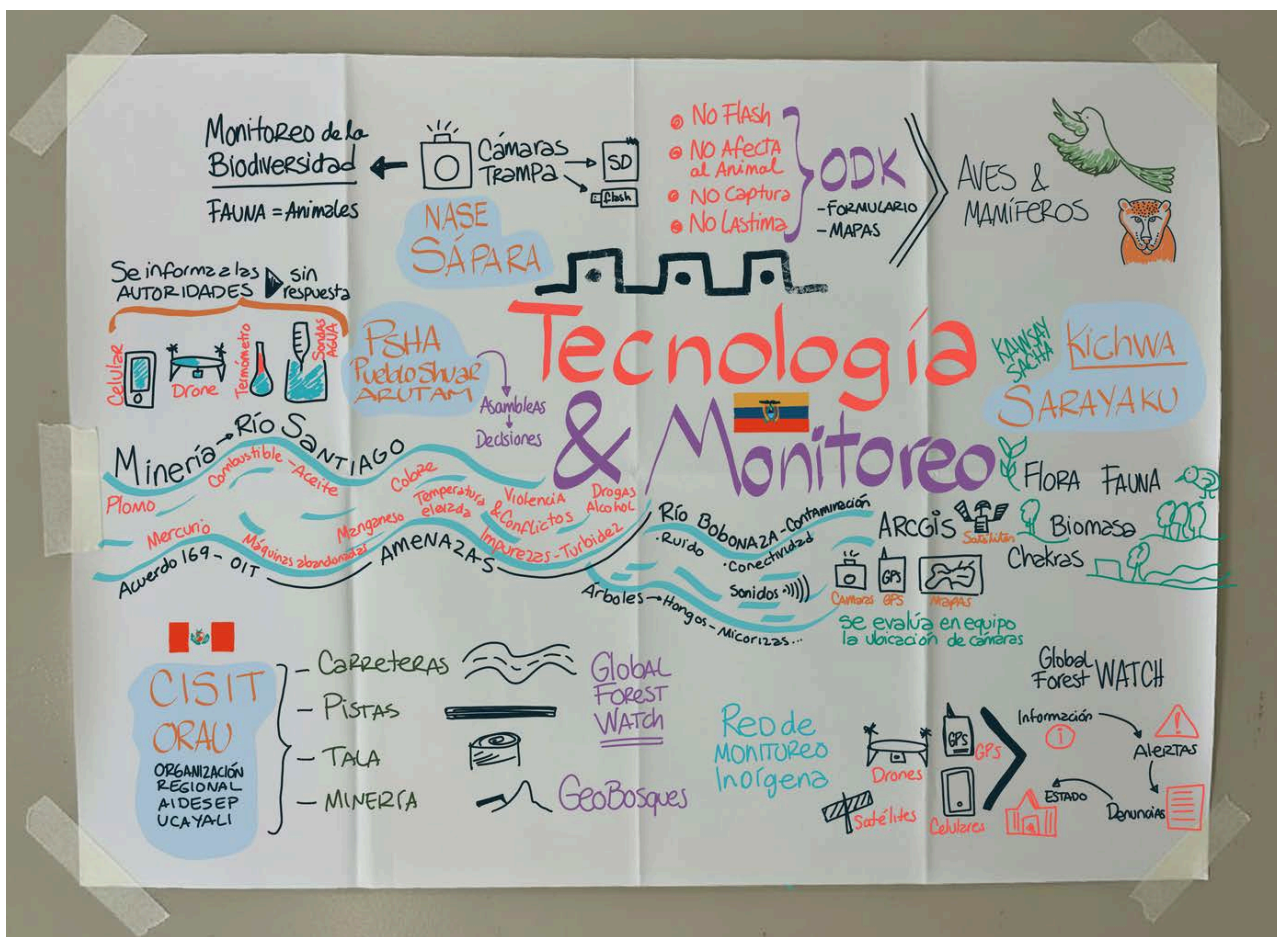 Monitoreo de la
Biodiversidad
FAUNA = Animales
Cámaras
TRAMPA
SD
flash
NASE
SÁPARA
No Flash
No Afecta
al Animal
No Captura
No Lastima
ODK
- FORMULARIO
- MAPAS
AVES &
MAMÍFEROS
Se informa a las
AUTORIDADES
sin
respuesta
Celular
Drone
Termómetro
Sondas
AGUA
PSHA
Pueblo Shuar
ARUTAM
Asambleas
Decisiones
Tecnología
& Monitoreo
KAWSAY
SACHA
Kichwa
SARAYAKU
Minería → Río SANTIAGO
Plomo
Combustible - Aceite
Cobre
Mercurio
Máquinas abandonadas
Manganeso
Temperatura
elevada
Violencia
& Conflictos
Drogas
Alcohol
Impurezas - Turbidez
Acuerdo 169 - OIT
AMENAZAS
Río BOBONAZA - Contaminación
· Ruido
· Conectividad
Sonidos
Árboles → Hongos - Micorizas...
ARCGIS
Satélites
Cámaras
GPS
GPS
MAPAS
se evalúa en equipo
la ubicación de cámaras
FLORA FAUNA
Biomasa
Chakras
CISIT
ORAU
ORGANIZACIÓN
REGIONAL
AIDESEP
UCAYALI
- CARReteRAS
- PISTAS
- TALA
- MINERÍA
GLOBAL
FOREST
WATCH
GeoBosques
Red de
MONITOREO
Inorgena
Drones
GPS
GPS
Satélites
Celulares
Global
Forest WATCH
Información
i
ALERTAS
Denuncias
ESTADO